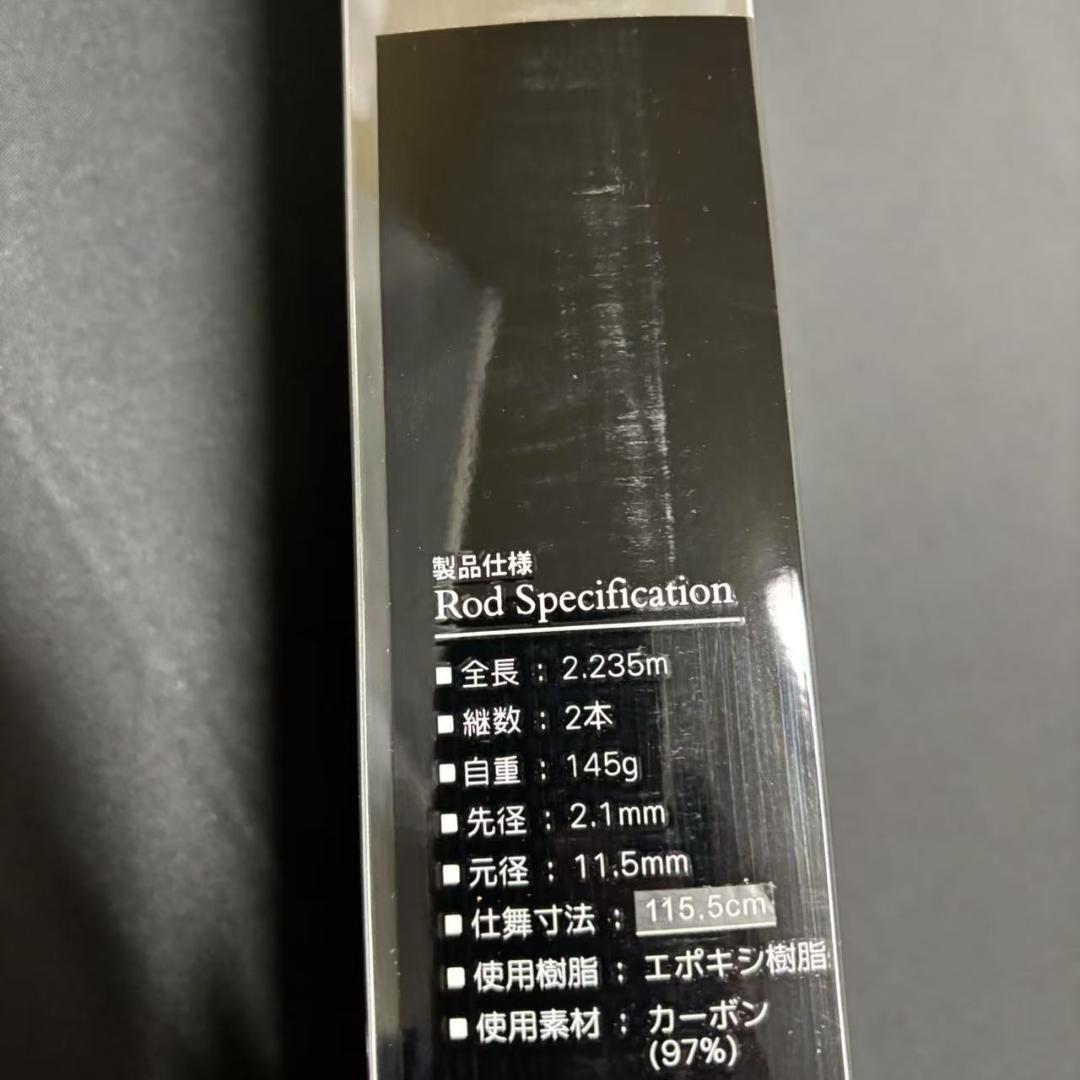 製品仕様
Rod Specification
■全長 : 2.235m
■継数 : 2本
■自重 : 145g
■先径 : 2.1mm
■元径 : 11.5mm
■仕舞寸法 : 115.5cm
■使用樹脂 : エポキシ樹脂
■使用素材 : カーボン
(97%)